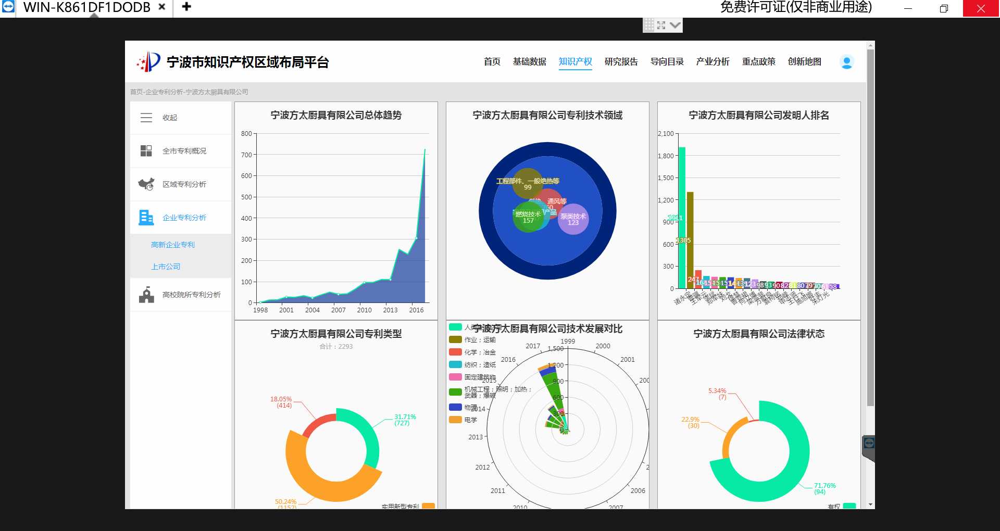 WIN-K861DF1DODB
免费许可证(仅非商业用途)
宁波市知识产权区域布局平台
首页 基础数据 知识产权 研究报告 导向目录 产业分析 重点政策 创新地图
首页-企业专利分析-宁波方太厨具有限公司
收起
全市专利概况
区域专利分析
企业专利分析
高新企业专利
上市公司
高校院所专利分析
宁波方太厨具有限公司总体趋势
800
700
600
500
400
300
200
100
0
1998 2001 2004 2007 2010 2013 2016
宁波方太厨具有限公司专利技术领域
工程部件、一般绝热等
99
通风等
产品
燃烧技术
157
泵类技术
123
宁波方太厨具有限公司发明人排名
2,100
1,800
1,500
1,200
900
600
300
0
1911
1305
247
98 93 90 82 81 80 79 70 61 58
诸永定
宁波方太厨具有限公司专利类型
合计：2293
18.05%
(414)
31.71%
(727)
50.24%
(1152)
实用新型专利
宁波方太厨具有限公司技术发展对比
作业；运输
化学；冶金
纺织；造纸
固定建筑物
机械工程；照明；加热；
武器；爆破
物理
电学
1999
2000
2001
2006
2007
2010
2011
2012
2013
2014
2015
2016
2017
1,500
1,200
900
600
300
0
宁波方太厨具有限公司法律状态
5.34%
(7)
22.9%
(30)
71.76%
(94)
有权